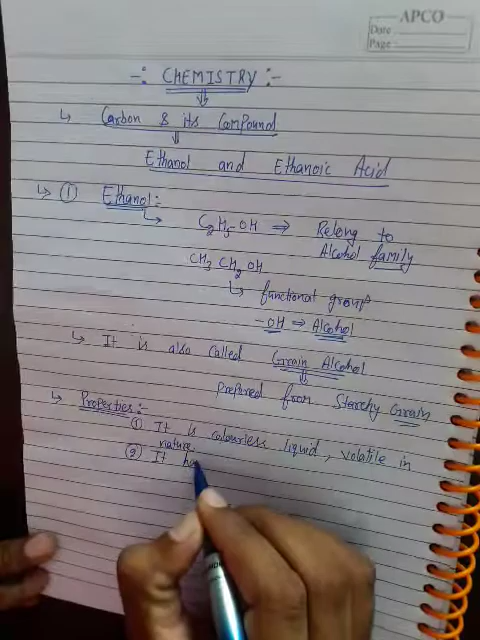 APCO
Date
Page
-: CHEMISTRY :-
⇓
↳ Carbon & its Compound
⇓
Ethanol and Ethanoic Acid
↳ ① Ethanol:-
↳ C2H5-OH ⇒ Belong to
Alcohol family
CH3 CH2 OH
↳ functional group
-OH ⇒ Alcohol
↳ It is also called Grain Alcohol
⇓
prepared from Starchy Grain
↳ Properties:-
① It is colourless liquid, volatile in
nature.
② It ha